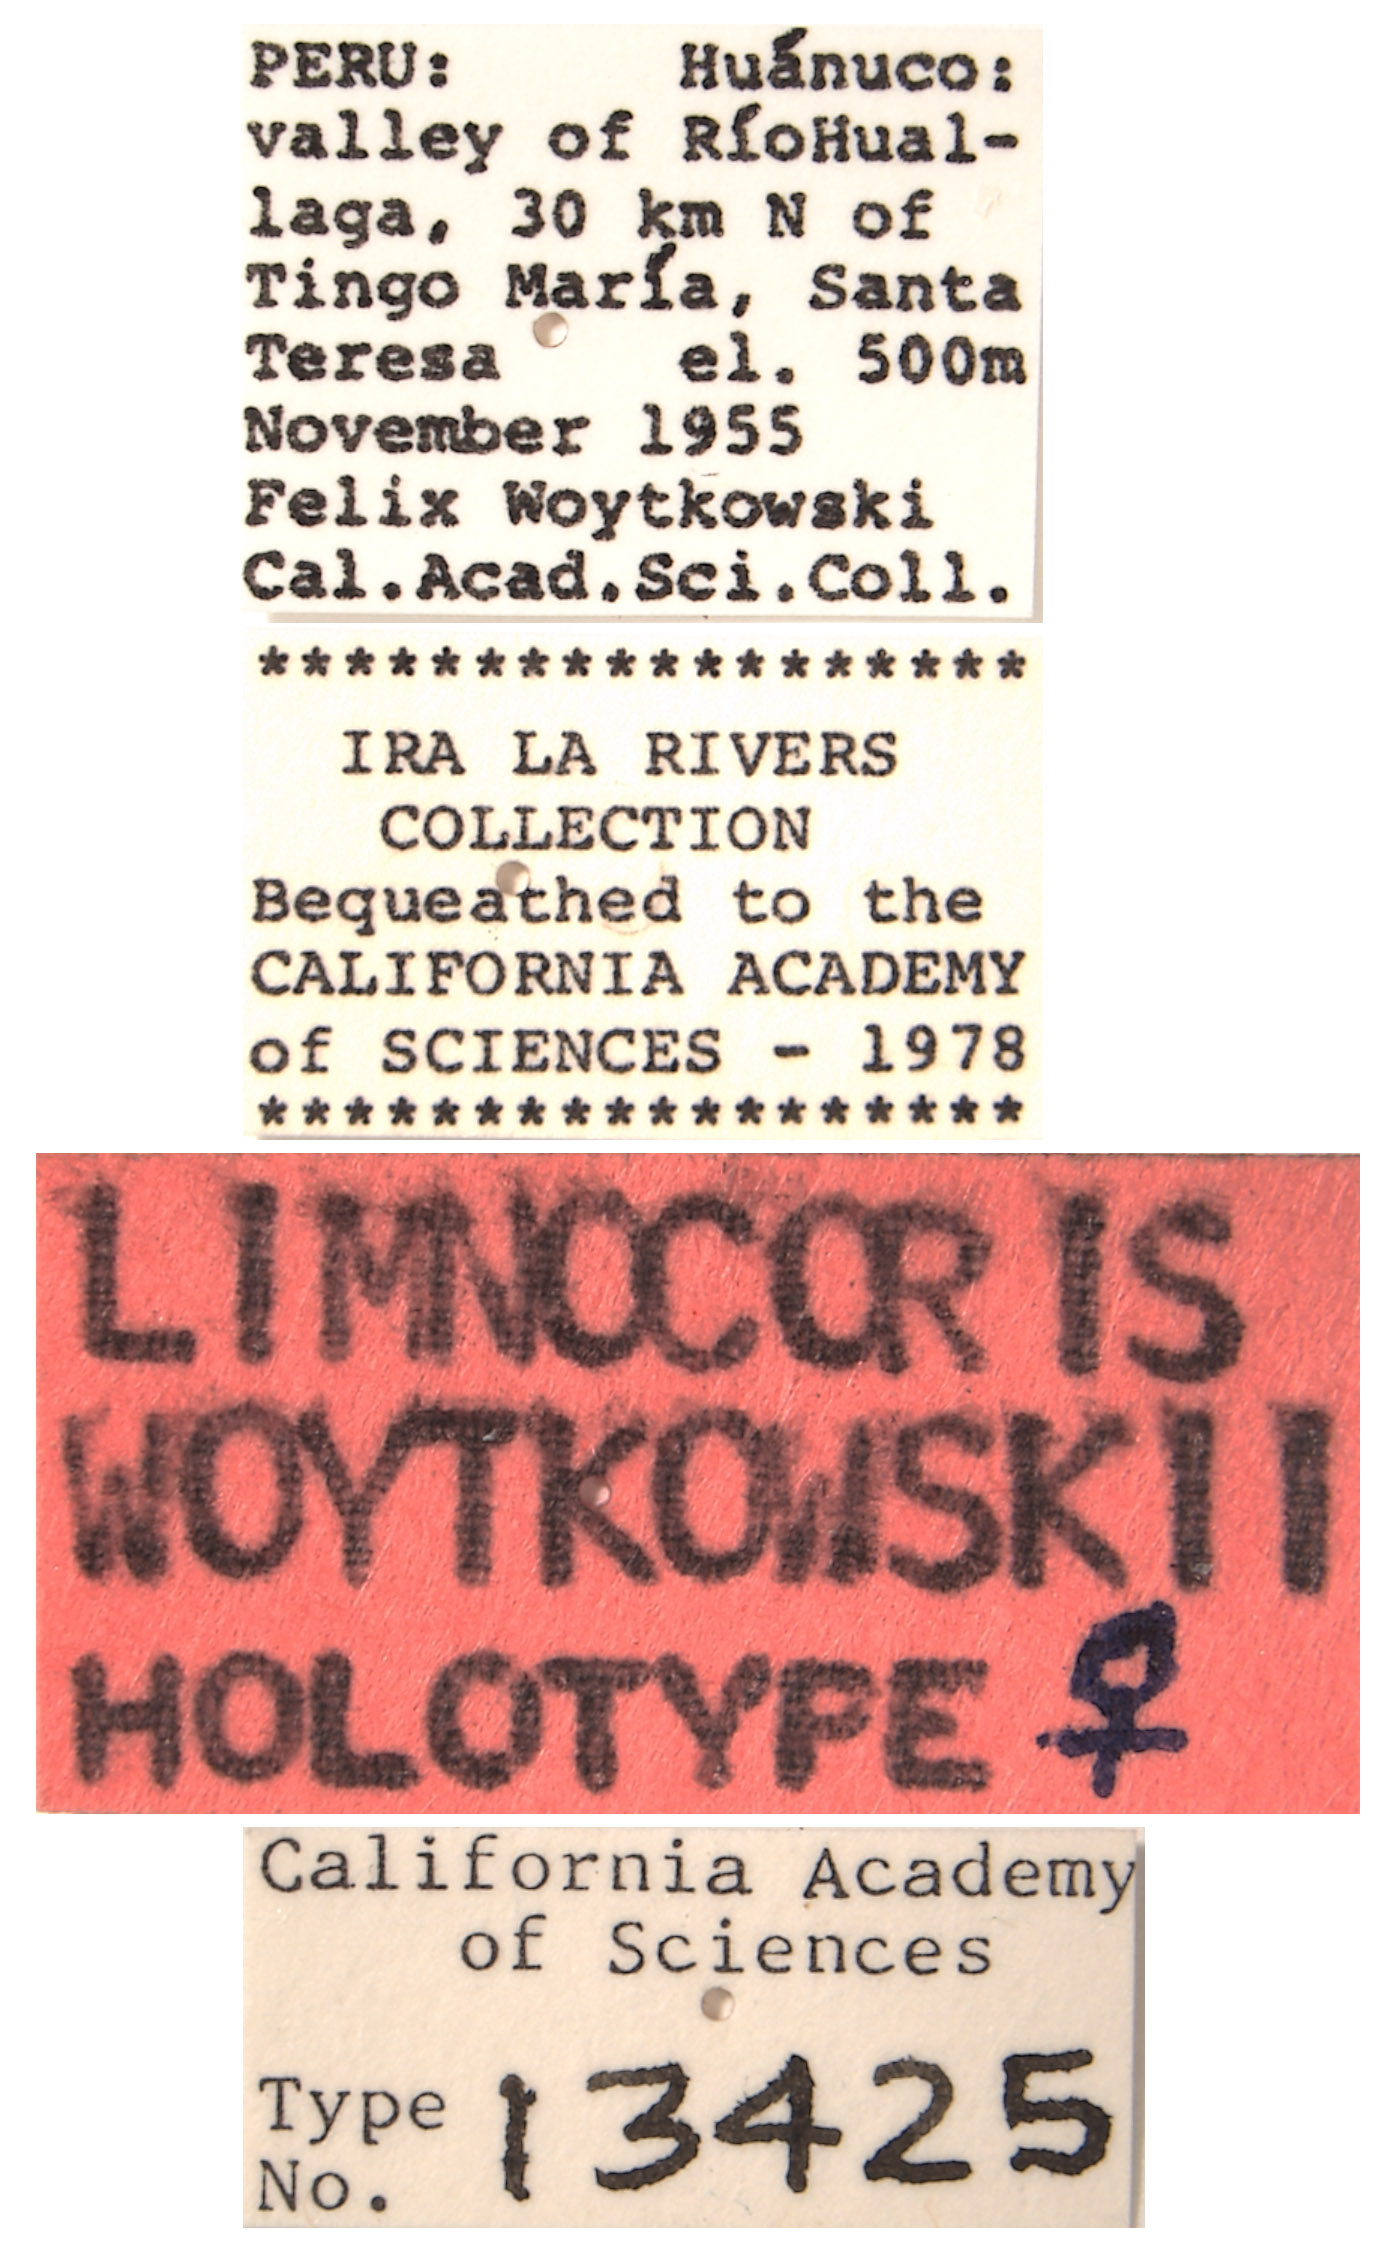 PERU: Huánuco:
valley of RíoHual-
laga, 30 km N of
Tingo María, Santa
Teresa el. 500m
November 1955
Felix Woytkowski
Cal.Acad.Sci.Coll.
******************
IRA LA RIVERS
COLLECTION
Bequeathed to the
CALIFORNIA ACADEMY
of SCIENCES - 1978
******************
LIMNOCORIS
WOYTKOWSKII
HOLOTYPE ♀
California Academy
of Sciences
Type
No. 13425